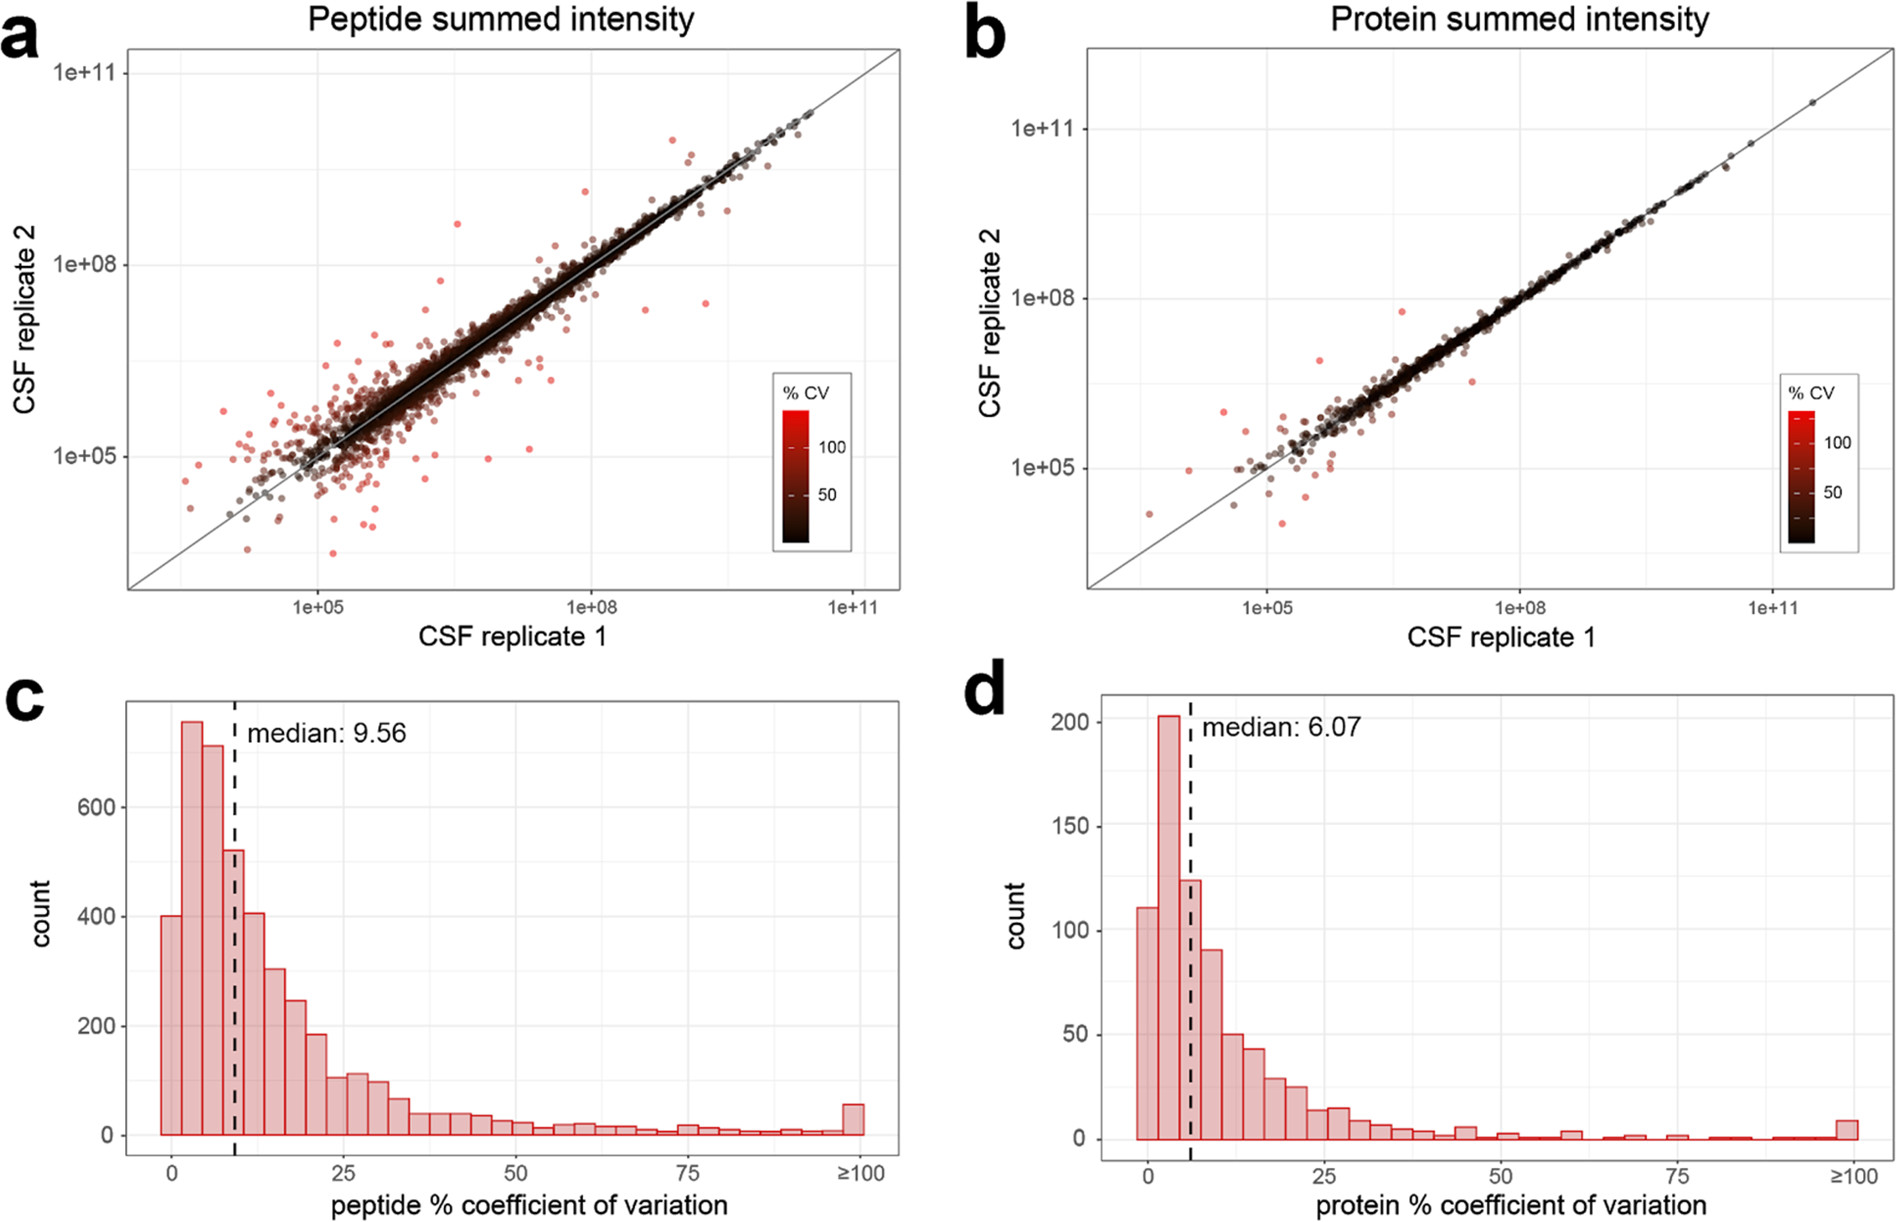 a
Peptide summed intensity
1e+11
1e+08
1e+05
CSF replicate 2
% CV
100
50
1e+05
1e+08
1e+11
CSF replicate 1
b
Protein summed intensity
1e+11
1e+08
1e+05
CSF replicate 2
% CV
100
50
1e+05
1e+08
1e+11
CSF replicate 1
c
median: 9.56
600
400
200
0
count
0
25
50
75
≥100
peptide % coefficient of variation
d
median: 6.07
200
150
100
50
0
count
0
25
50
75
≥100
protein % coefficient of variation